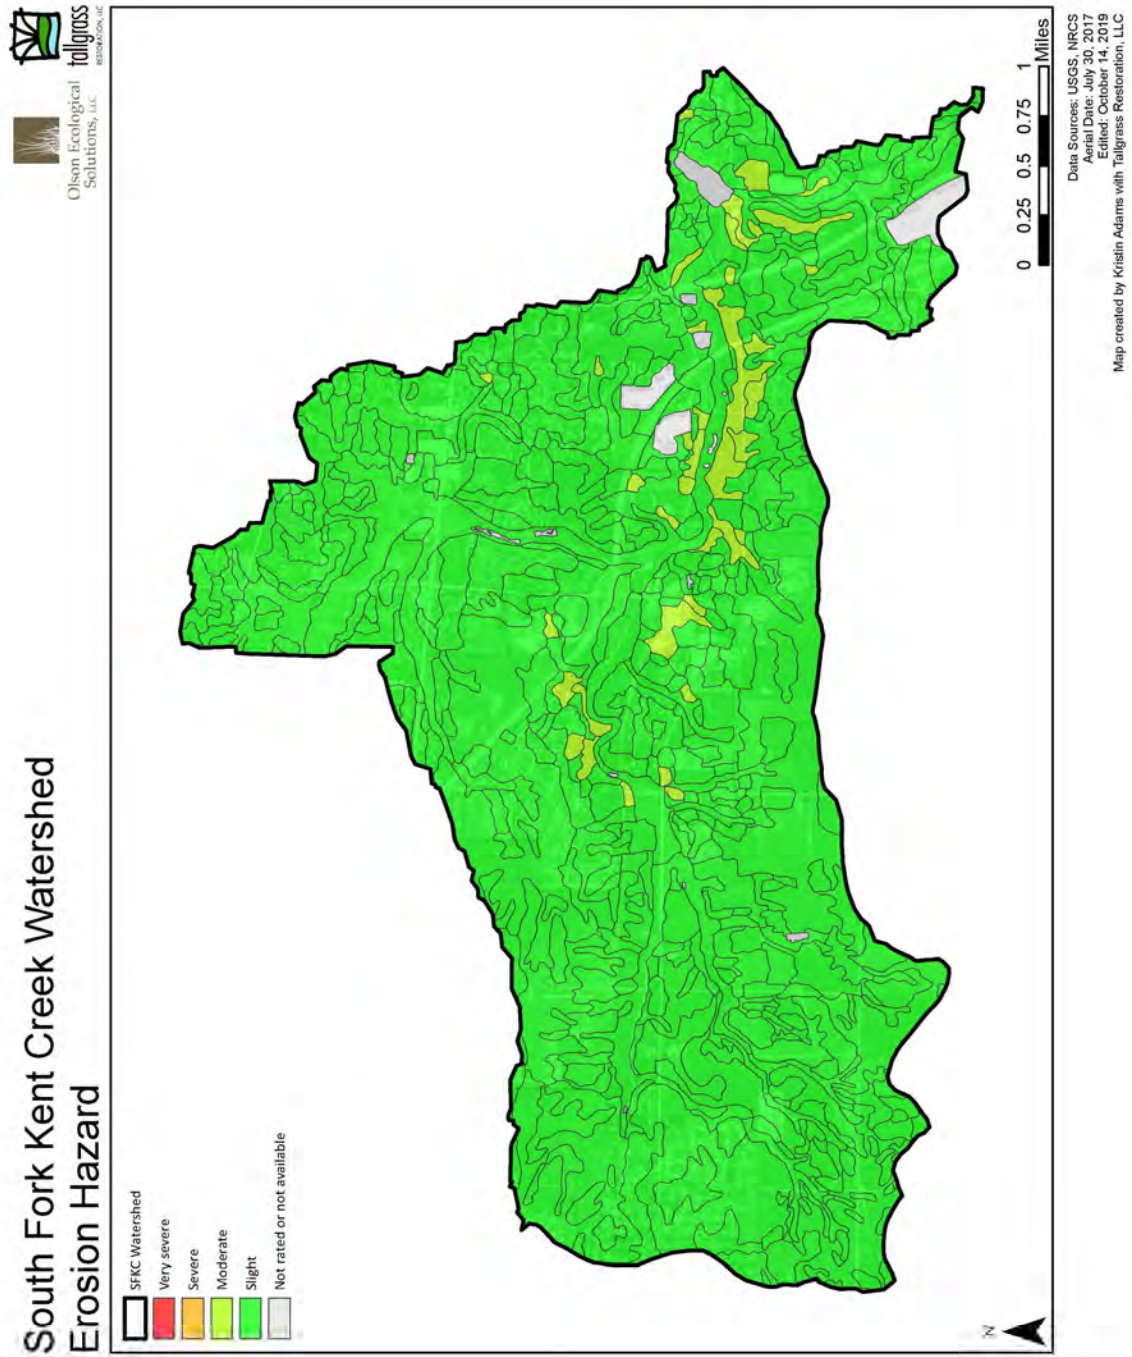 South Fork Kent Creek Watershed
Erosion Hazard
Olson Ecological
Solutions, LLC
tallgrass
RESTORATION, LLC
SFKC Watershed
Very severe
Severe
Moderate
Slight
Not rated or not available
N
0 0.25 0.5 0.75 1
Miles
Data Sources: USGS, NRCS
Aerial Date: July 30, 2017
Edited: October 14, 2019
Map created by Kristin Adams with Tallgrass Restoration, LLC